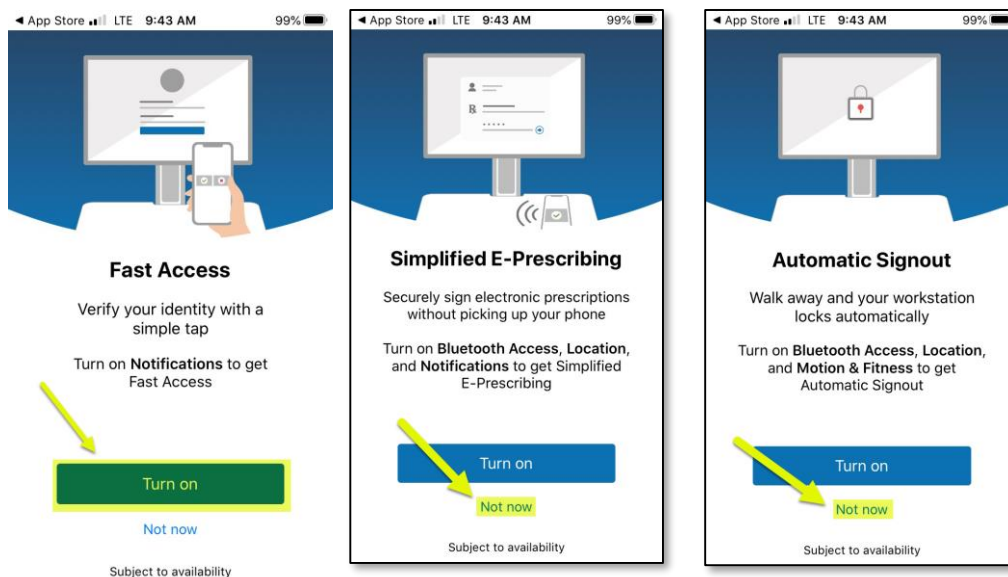 ◀ App Store LTE 9:43 AM 99%
Fast Access
Verify your identity with a
simple tap
Turn on Notifications to get
Fast Access
Turn on
Not now
Subject to availability
◀ App Store LTE 9:43 AM 99%
R
Simplified E-Prescribing
Securely sign electronic prescriptions
without picking up your phone
Turn on Bluetooth Access, Location,
and Notifications to get Simplified
E-Prescribing
Turn on
Not now
Subject to availability
◀ App Store LTE 9:43 AM 99%
Automatic Signout
Walk away and your workstation
locks automatically
Turn on Bluetooth Access, Location,
and Motion & Fitness to get
Automatic Signout
Turn on
Not now
Subject to availability